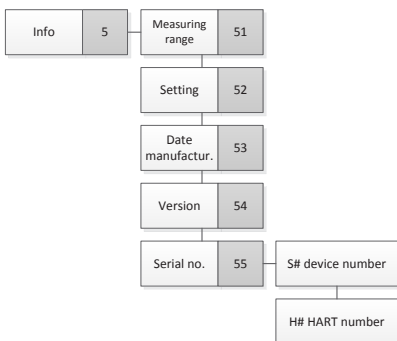 Info 5
Measuring
range
51
Setting 52
Date
manufactur.
53
Version 54
Serial no. 55
S# device number
H# HART number